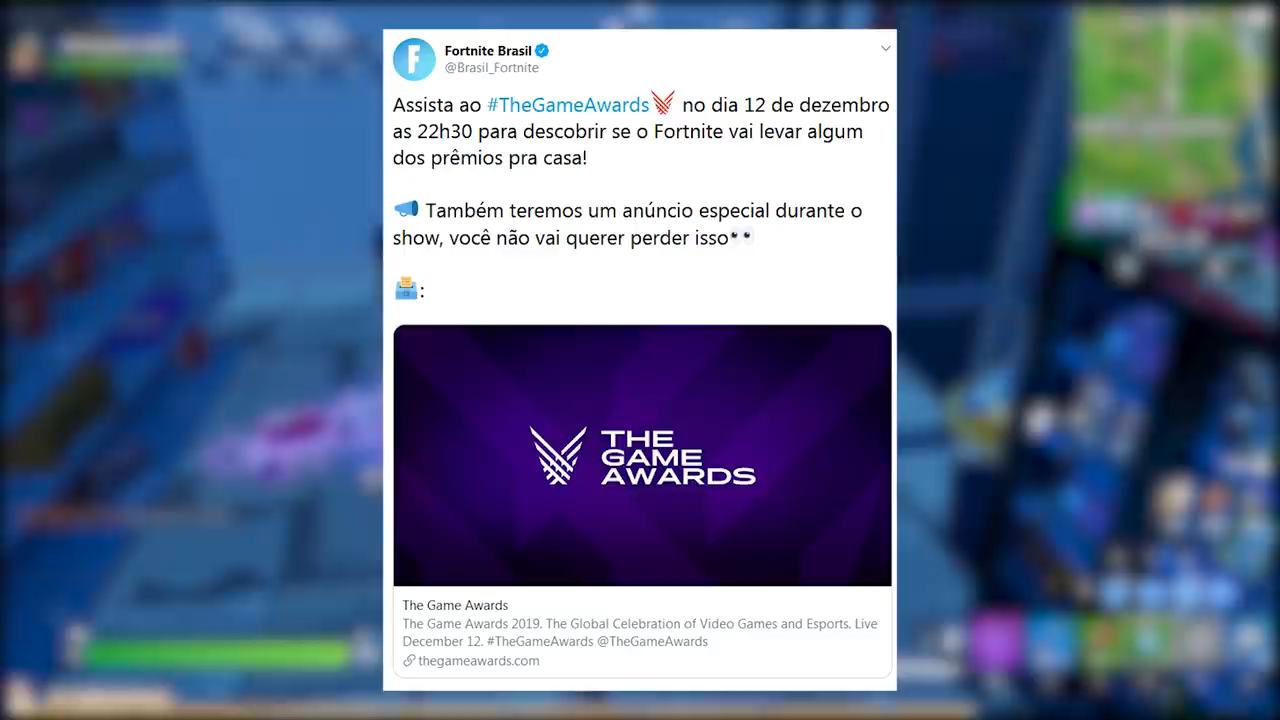 Fortnite Brasil
@Brasil_Fortnite
Assista ao #TheGameAwards no dia 12 de dezembro
as 22h30 para descobrir se o Fortnite vai levar algum
dos prêmios pra casa!
Também teremos um anúncio especial durante o
show, você não vai querer perder isso
:
THE
GAME
AWARDS
The Game Awards
The Game Awards 2019. The Global Celebration of Video Games and Esports. Live
December 12. #TheGameAwards @TheGameAwards
thegameawards.com